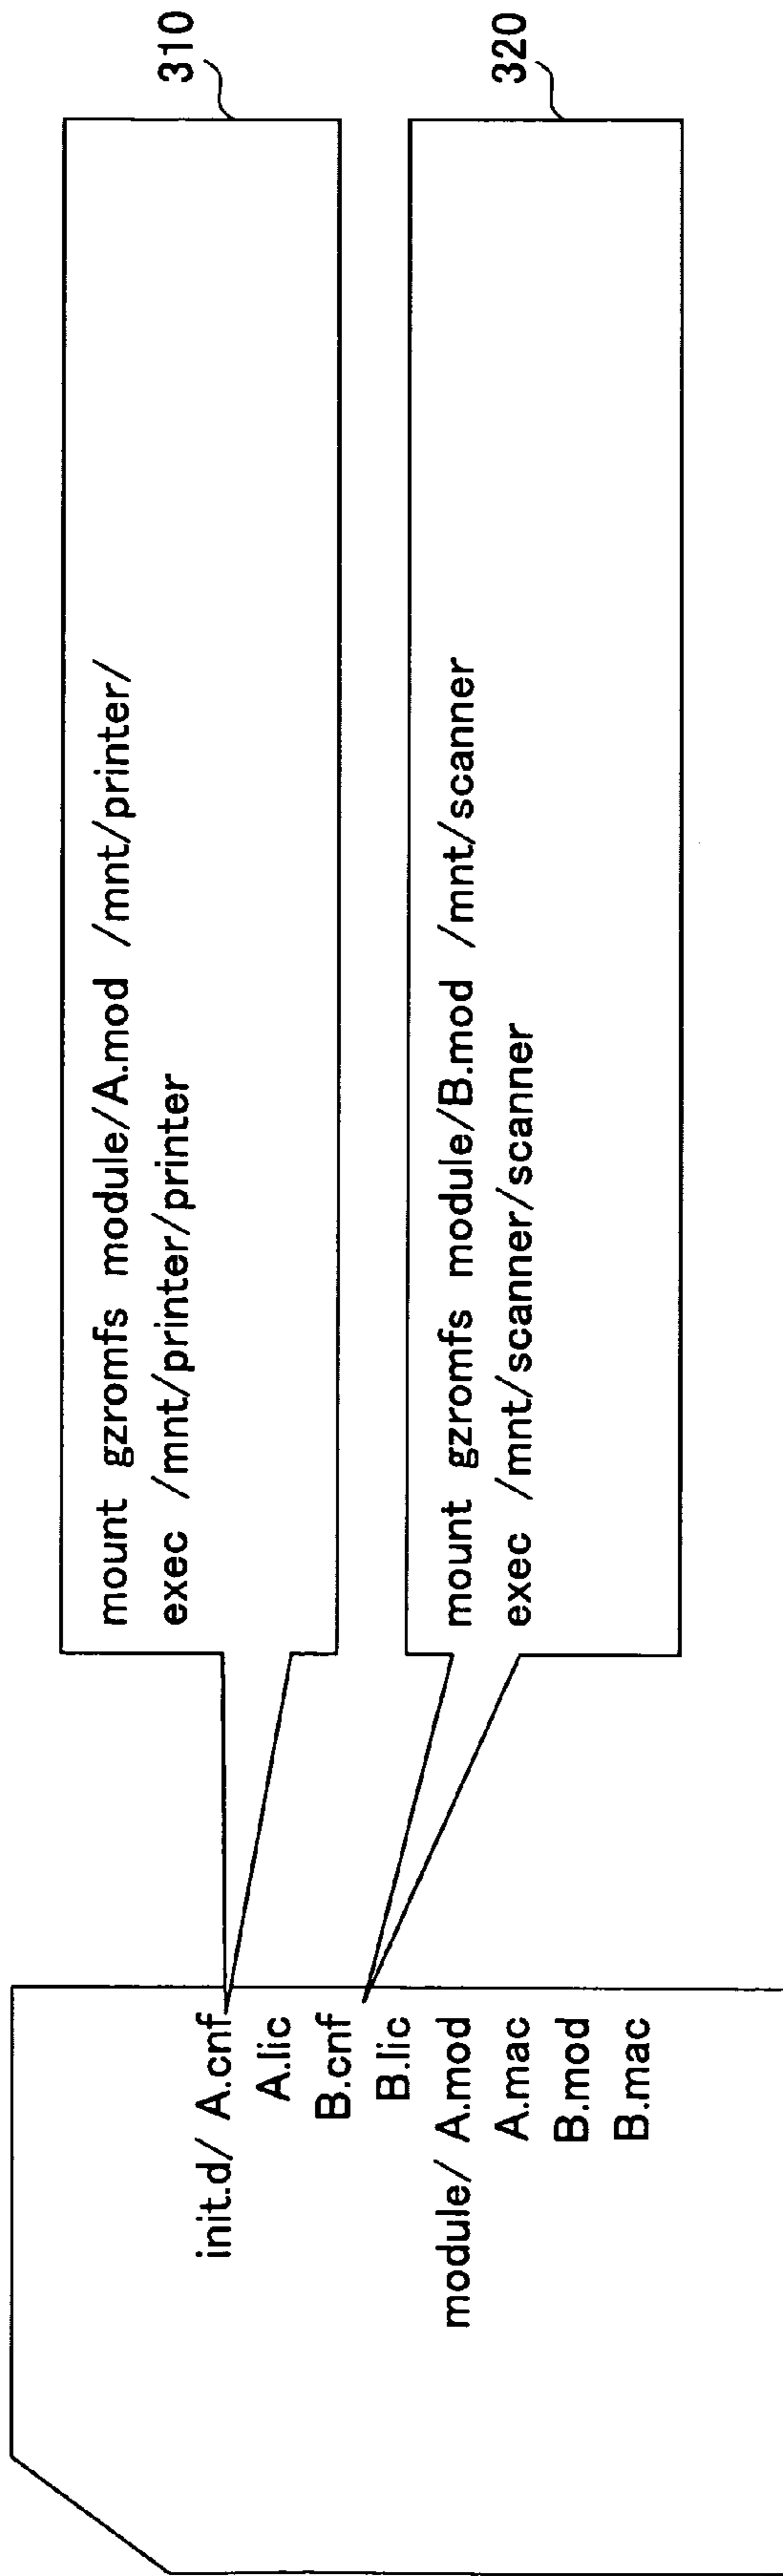 init.d/ A.cnf
A.lic
B.cnf
B.lic
module/ A.mod
A.mac
B.mod
B.mac
mount gzromfs module/A.mod /mnt/printer/
exec /mnt/printer/printer
310
mount gzromfs module/B.mod /mnt/scanner
exec /mnt/scanner/scanner
320